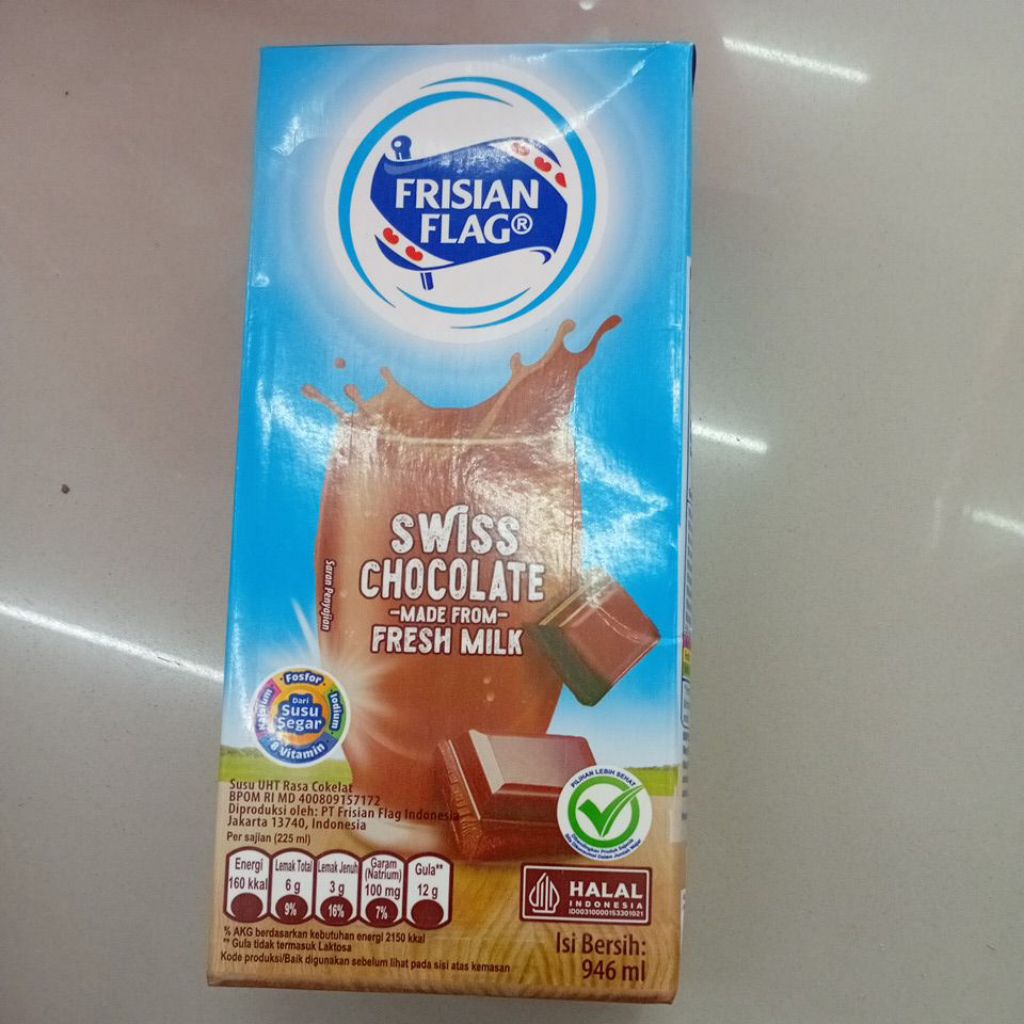 FRISIAN
FLAG®
SWISS
CHOCOLATE
-MADE FROM-
FRESH MILK
Saran Penyajian
Fosfor
Kalsium
Iodium
8 Vitamin
Dari
Susu
Segar
Susu UHT Rasa Cokelat
BPOM RI MD 400809157172
Diproduksi oleh: PT Frisian Flag Indonesia
Jakarta 13740, Indonesia
Per sajian (225 ml)
Energi
160 kkal
Lemak Total
6 g
9%
Lemak Jenuh
3 g
16%
Garam
(Natrium)
100 mg
7%
Gula**
12 g
% AKG berdasarkan kebutuhan energi 2150 kkal
** Gula tidak termasuk Laktosa
Kode produksi/Baik digunakan sebelum lihat pada sisi atas kemasan
PILIHAN LEBIH SEHAT
HALAL
INDONESIA
ID00310000153301021
Isi Bersih:
946 ml